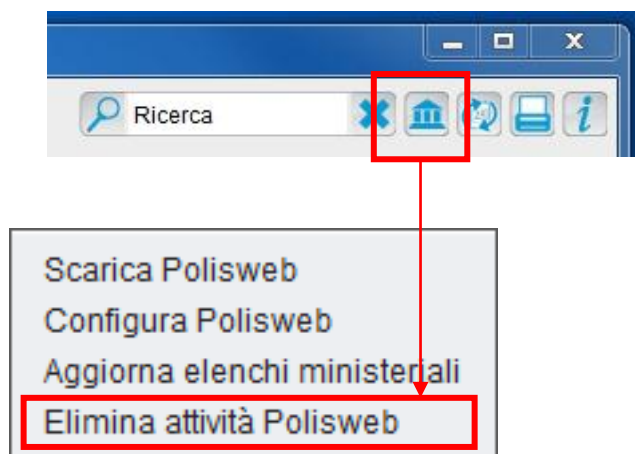 Ricerca
Scarica Polisweb
Configura Polisweb
Aggiorna elenchi ministeriali
Elimina attività Polisweb